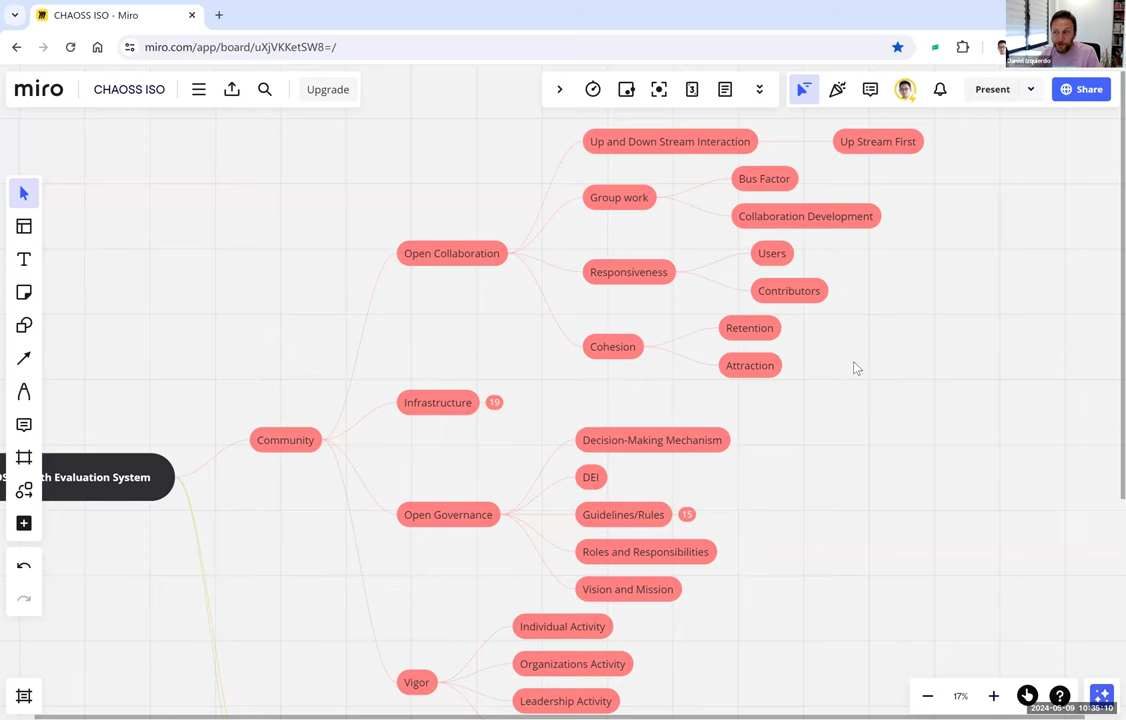 CHAOSS ISO - Miro
miro.com/app/board/uXjVKKetSW8=/
Daniel Izquierdo
miro
CHAOSS ISO
Upgrade
3
Present
Share
Up and Down Stream Interaction
Up Stream First
Bus Factor
Group work
Collaboration Development
Open Collaboration
Users
Responsiveness
Contributors
Retention
Cohesion
Attraction
Infrastructure
19
Community
Decision-Making Mechanism
th Evaluation System
DEI
Open Governance
Guidelines/Rules
15
Roles and Responsibilities
Vision and Mission
Individual Activity
Organizations Activity
Vigor
Leadership Activity
17%
2024-05-09 10:35:10